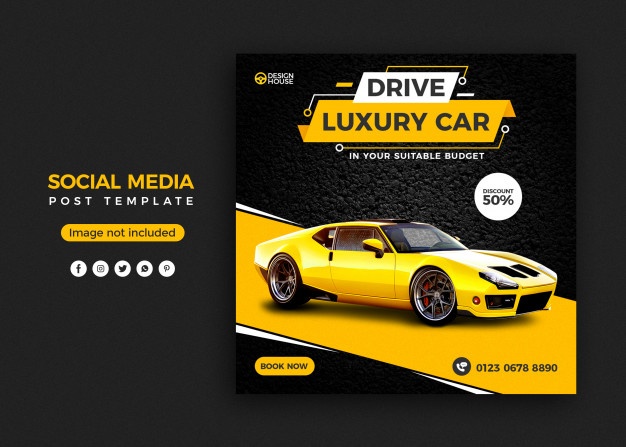 SOCIAL MEDIA
POST TEMPLATE
Image not included
DESIGN
HOUSE
DRIVE
LUXURY CAR
IN YOUR SUITABLE BUDGET
DISCOUNT
50%
BOOK NOW
0123 0678 8890